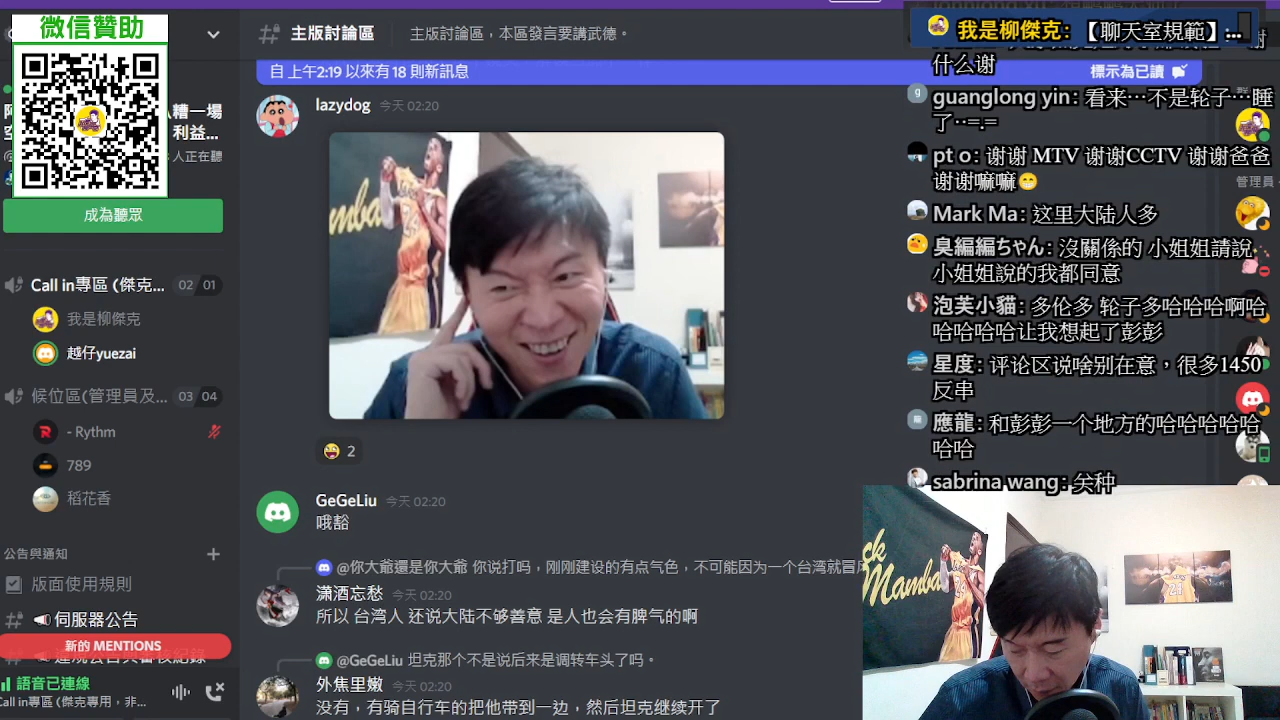 微信贊助
糟一場
利益...
人正在聽
成為聽眾
Call in專區 (傑克... 02 01
我是柳傑克
越仔yuezai
候位區(管理員及... 03 04
- Rythm
789
稻花香
公告與通知
版面使用規則
伺服器公告
新的 MENTIONS
語音已連線
Call in專區 (傑克專用，非...
主版討論區
主版討論區，本區發言要講武德。
自 上午2:19 以來有 18 則新訊息
標示為已讀
lazydog 今天 02:20
mba
2
GeGeLiu 今天 02:20
哦豁
@你大爺還是你大爺 你说打吗，刚刚建设的有点气色，不可能因为一个台湾就冒
瀟酒忘愁 今天 02:20
所以 台湾人 还说大陆不够善意 是人也会有脾气的啊
@GeGeLiu 坦克那个不是说后来是调转车头了吗。
外焦里嫩 今天 02:20
没有，有骑自行车的把他带到一边，然后坦克继续开了
我是柳傑克: 【聊天室規範】...
什么谢
guanglong yin: 看来…不是轮子…睡
了··=.=
pt o: 谢谢 MTV 谢谢CCTV 谢谢爸爸
谢谢嘛嘛😁
管理員
Mark Ma: 这里大陆人多
臭編編ちゃん: 沒關係的 小姐姐請說
小姐姐說的我都同意
泡芙小貓: 多伦多 轮子多哈哈哈啊哈
哈哈哈哈让我想起了彭彭
星度: 评论区说啥别在意，很多1450
反串
應龍: 和彭彭一个地方的哈哈哈哈哈
哈哈
sabrina wang: 关种
ck
Mamba
24